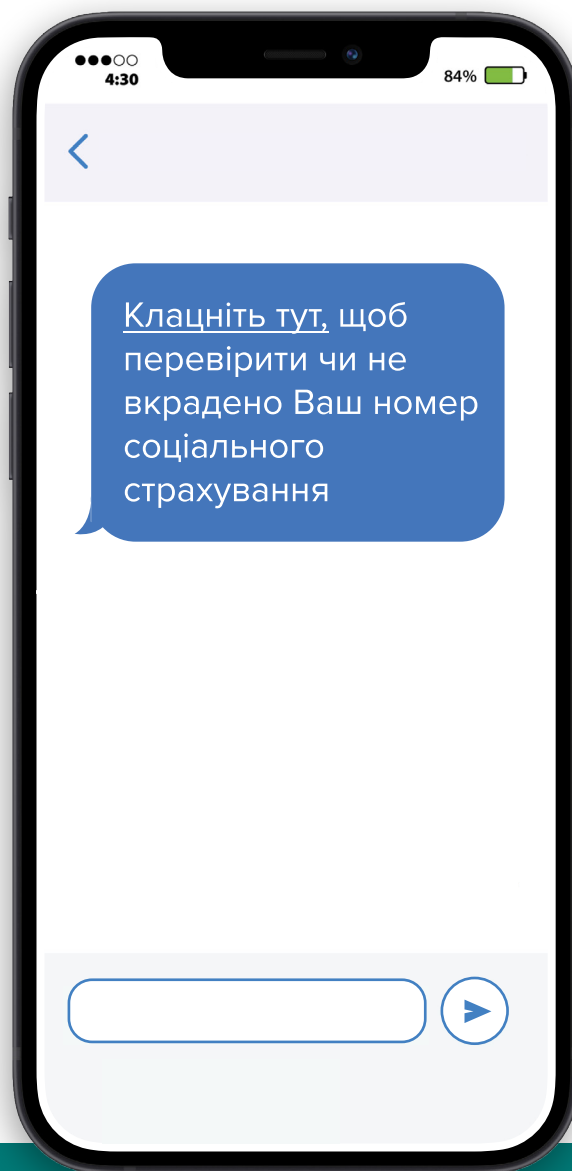 4:30
84%
Клацніть тут, щоб
перевірити чи не
вкрадено Ваш номер
соціального
страхування